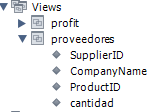 Views
profit
proveedores
SupplierID
CompanyName
ProductID
cantidad